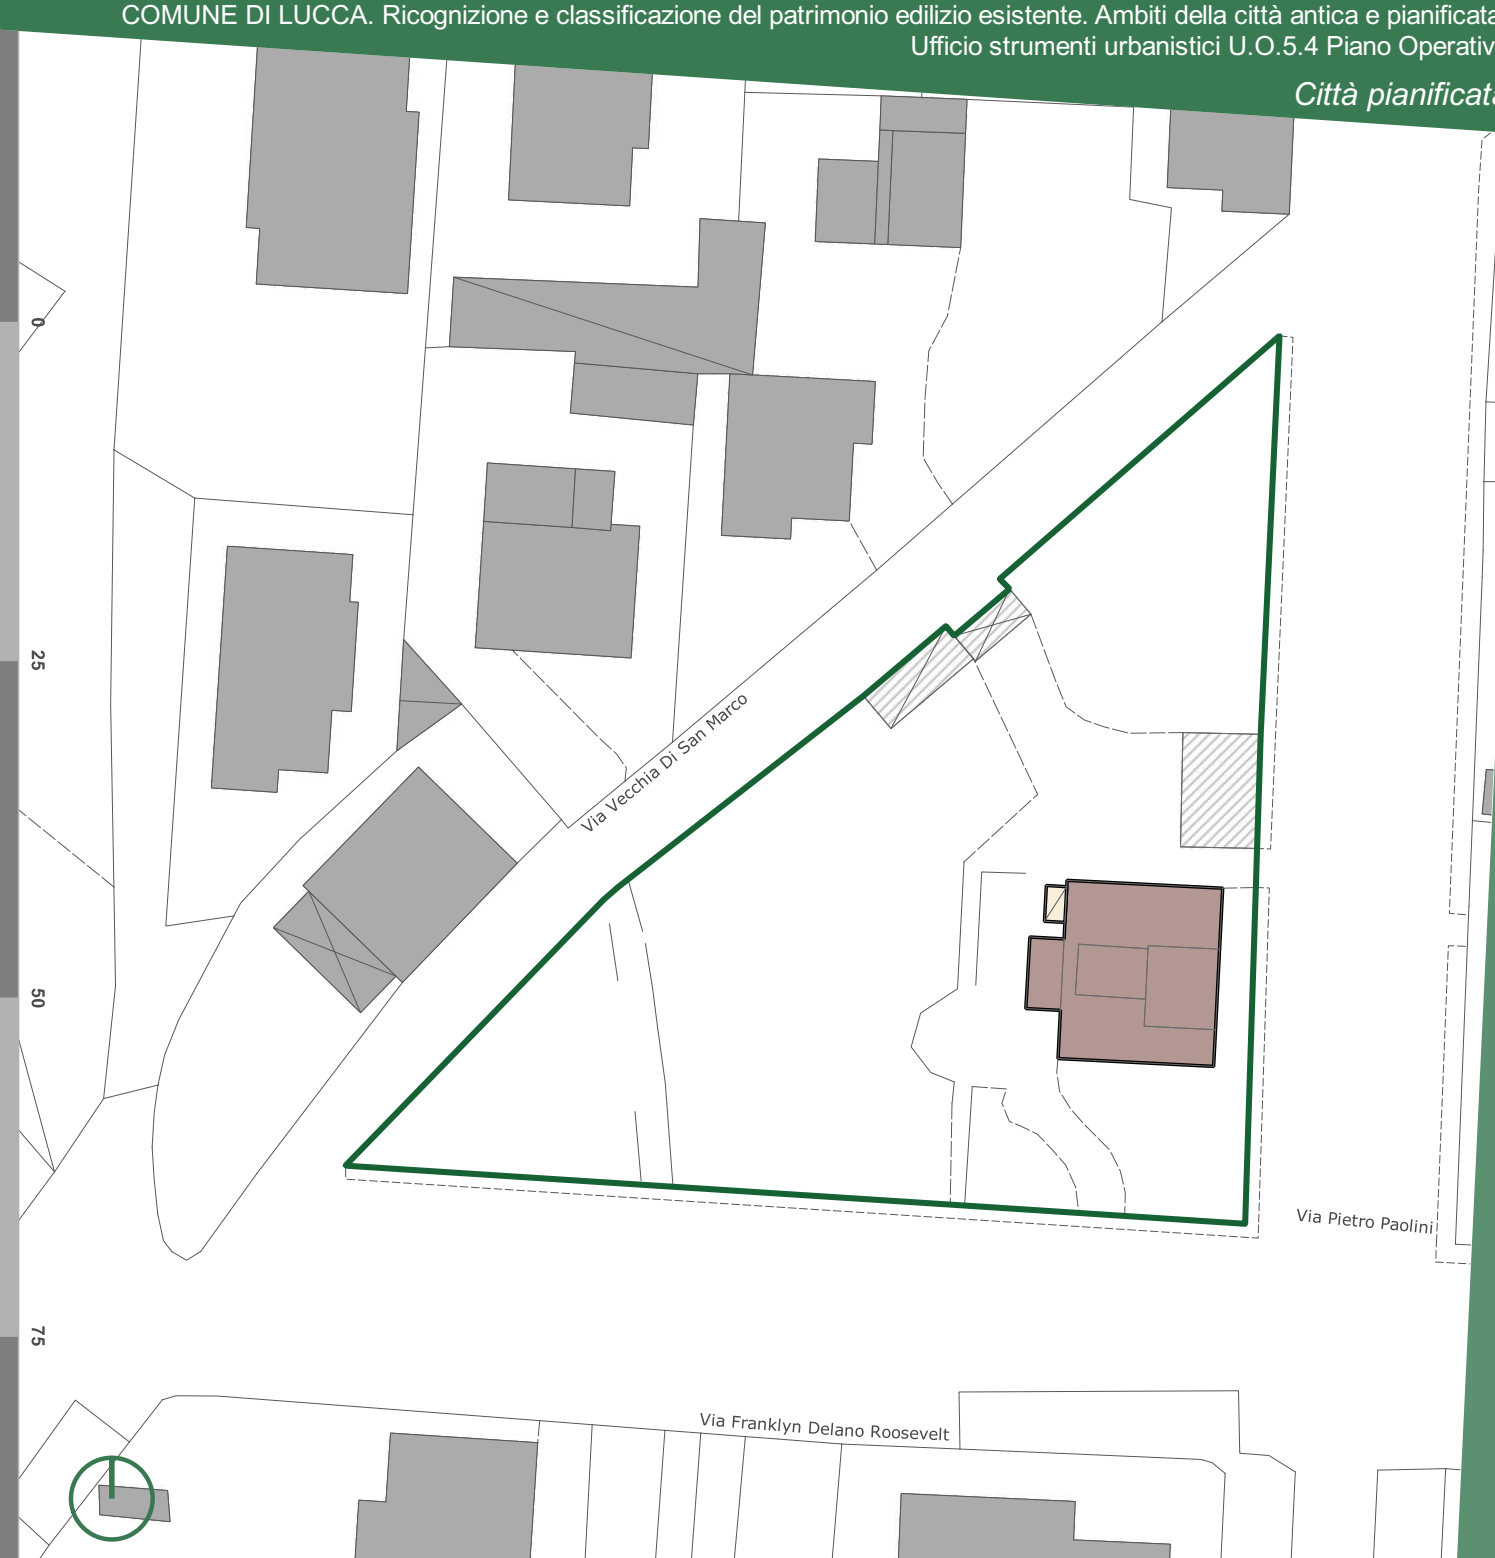 COMUNE DI LUCCA. Ricognizione e classificazione del patrimonio edilizio esistente. Ambiti della città antica e pianificata
Ufficio strumenti urbanistici U.O.5.4 Piano Operativ
Città pianificata
0
25
Via Vecchia Di San Marco
50
Via Pietro Paolini
75
Via Franklyn Delano Roosevelt